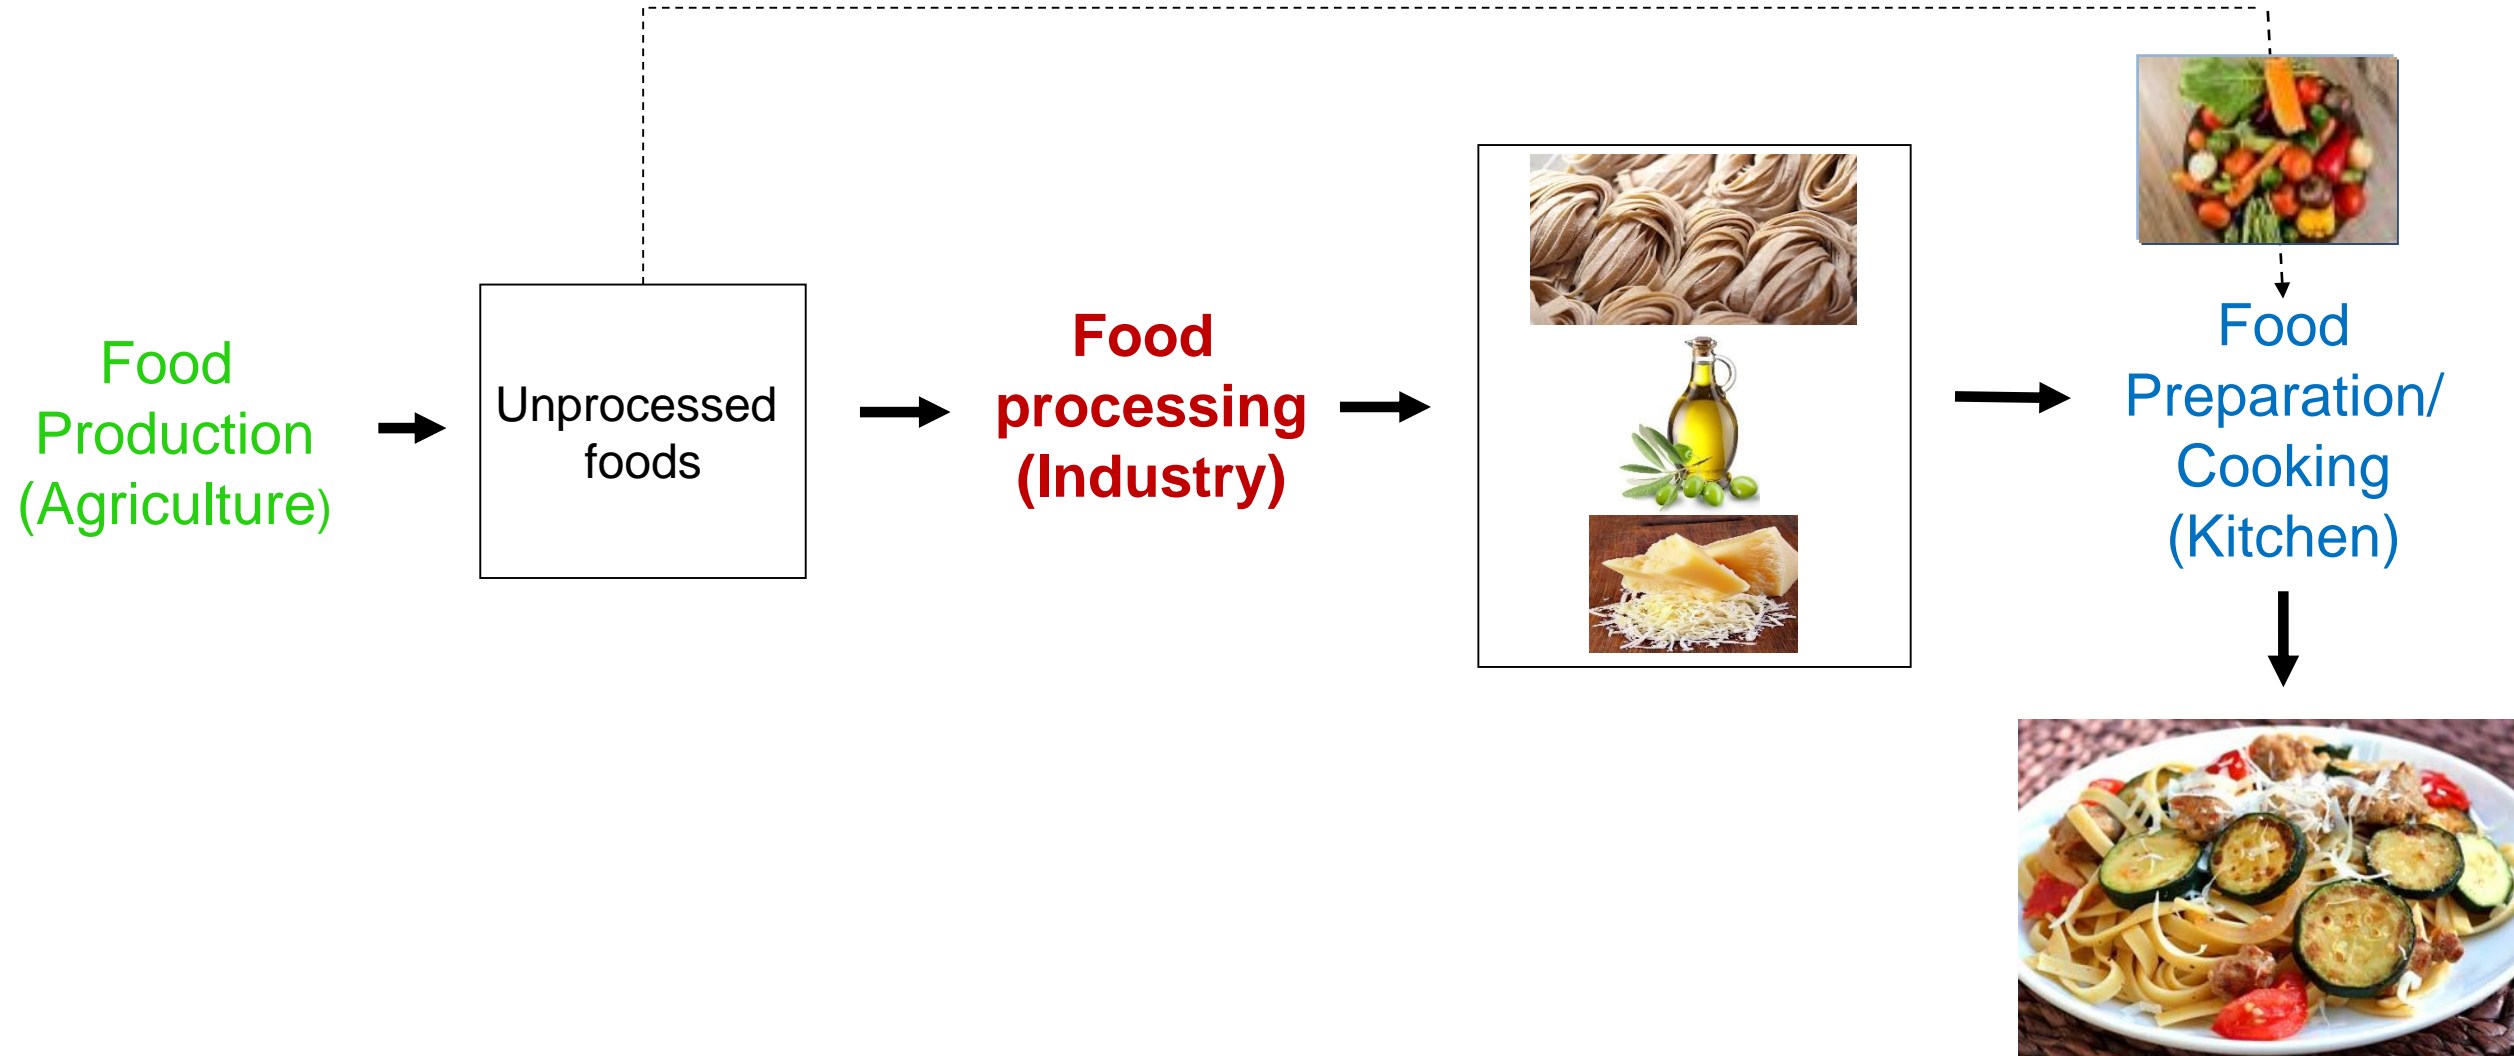 Food
Production
(Agriculture)
Unprocessed
foods
Food
processing
(Industry)
Food
Preparation/
Cooking
(Kitchen)